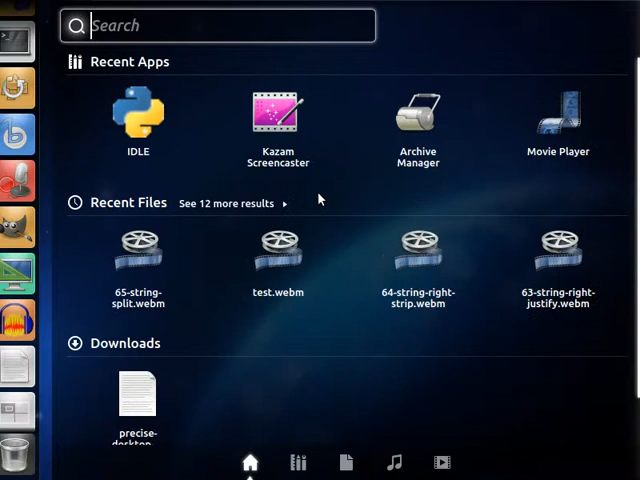 Search
Recent Apps
IDLE
Kazam
Screencaster
Archive
Manager
Movie Player
Recent Files See 12 more results
65-string-
split.webm
test.webm
64-string-right-
strip.webm
63-string-right-
justify.webm
Downloads
precise-
desktop-